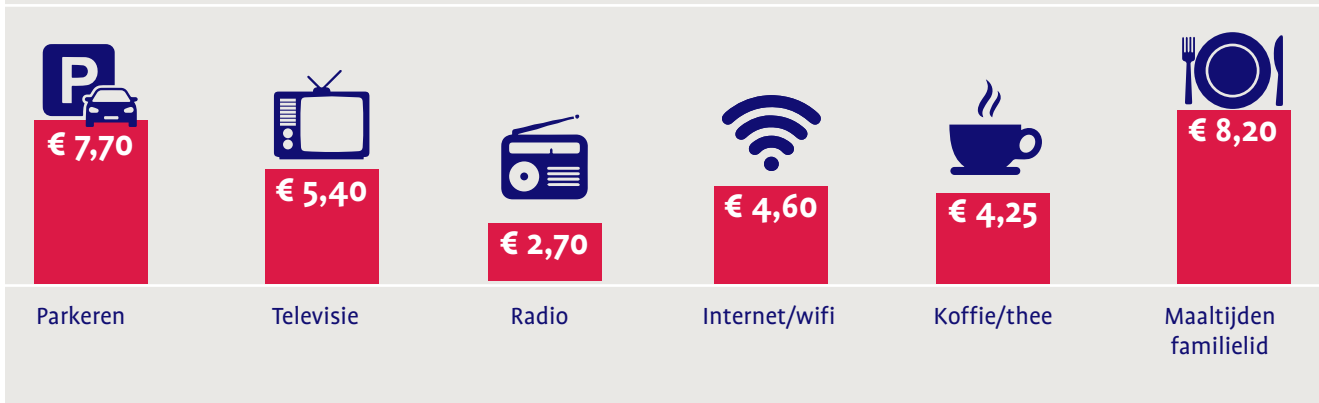 P
€ 7,70
€ 5,40
€ 2,70
€ 4,60
€ 4,25
€ 8,20
Parkeren
Televisie
Radio
Internet/wifi
Koffie/thee
Maaltijden
familielid